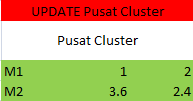 UPDATE Pusat Cluster
Pusat Cluster
M1 1 2
M2 3.6 2.4